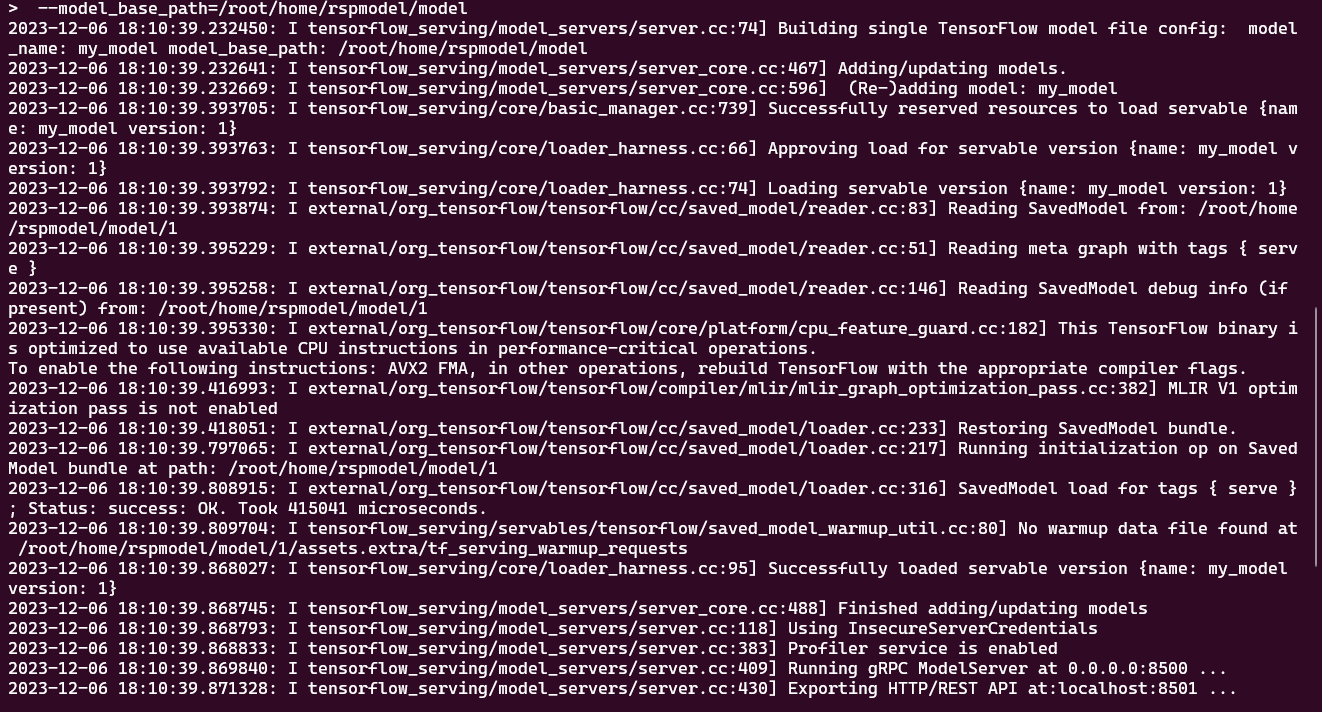 >  --model_base_path=/root/home/rspmodel/model
2023-12-06 18:10:39.232450: I tensorflow_serving/model_servers/server.cc:74] Building single TensorFlow model file config:  model
_name: my_model model_base_path: /root/home/rspmodel/model
2023-12-06 18:10:39.232641: I tensorflow_serving/model_servers/server_core.cc:467] Adding/updating models.
2023-12-06 18:10:39.232669: I tensorflow_serving/model_servers/server_core.cc:596]  (Re-)adding model: my_model
2023-12-06 18:10:39.393705: I tensorflow_serving/core/basic_manager.cc:739] Successfully reserved resources to load servable {nam
e: my_model version: 1}
2023-12-06 18:10:39.393763: I tensorflow_serving/core/loader_harness.cc:66] Approving load for servable version {name: my_model v
ersion: 1}
2023-12-06 18:10:39.393792: I tensorflow_serving/core/loader_harness.cc:74] Loading servable version {name: my_model version: 1}
2023-12-06 18:10:39.393874: I external/org_tensorflow/tensorflow/cc/saved_model/reader.cc:83] Reading SavedModel from: /root/home
/rspmodel/model/1
2023-12-06 18:10:39.395229: I external/org_tensorflow/tensorflow/cc/saved_model/reader.cc:51] Reading meta graph with tags { serv
e }
2023-12-06 18:10:39.395258: I external/org_tensorflow/tensorflow/cc/saved_model/reader.cc:146] Reading SavedModel debug info (if
present) from: /root/home/rspmodel/model/1
2023-12-06 18:10:39.395330: I external/org_tensorflow/tensorflow/core/platform/cpu_feature_guard.cc:182] This TensorFlow binary i
s optimized to use available CPU instructions in performance-critical operations.
To enable the following instructions: AVX2 FMA, in other operations, rebuild TensorFlow with the appropriate compiler flags.
2023-12-06 18:10:39.416993: I external/org_tensorflow/tensorflow/compiler/mlir/mlir_graph_optimization_pass.cc:382] MLIR V1 optim
ization pass is not enabled
2023-12-06 18:10:39.418051: I external/org_tensorflow/tensorflow/cc/saved_model/loader.cc:233] Restoring SavedModel bundle.
2023-12-06 18:10:39.797065: I external/org_tensorflow/tensorflow/cc/saved_model/loader.cc:217] Running initialization op on Saved
Model bundle at path: /root/home/rspmodel/model/1
2023-12-06 18:10:39.808915: I external/org_tensorflow/tensorflow/cc/saved_model/loader.cc:316] SavedModel load for tags { serve }
; Status: success: OK. Took 415041 microseconds.
2023-12-06 18:10:39.809704: I tensorflow_serving/servables/tensorflow/saved_model_warmup_util.cc:80] No warmup data file found at
 /root/home/rspmodel/model/1/assets.extra/tf_serving_warmup_requests
2023-12-06 18:10:39.868027: I tensorflow_serving/core/loader_harness.cc:95] Successfully loaded servable version {name: my_model
version: 1}
2023-12-06 18:10:39.868745: I tensorflow_serving/model_servers/server_core.cc:488] Finished adding/updating models
2023-12-06 18:10:39.868793: I tensorflow_serving/model_servers/server.cc:118] Using InsecureServerCredentials
2023-12-06 18:10:39.868833: I tensorflow_serving/model_servers/server.cc:383] Profiler service is enabled
2023-12-06 18:10:39.869840: I tensorflow_serving/model_servers/server.cc:409] Running gRPC ModelServer at 0.0.0.0:8500 ...
2023-12-06 18:10:39.871328: I tensorflow_serving/model_servers/server.cc:430] Exporting HTTP/REST API at:localhost:8501 ...